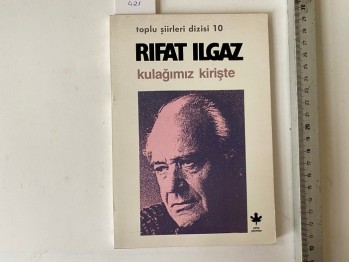 421
toplu şiirleri dizisi 10
RIFAT ILGAZ
kulağımız kirişte